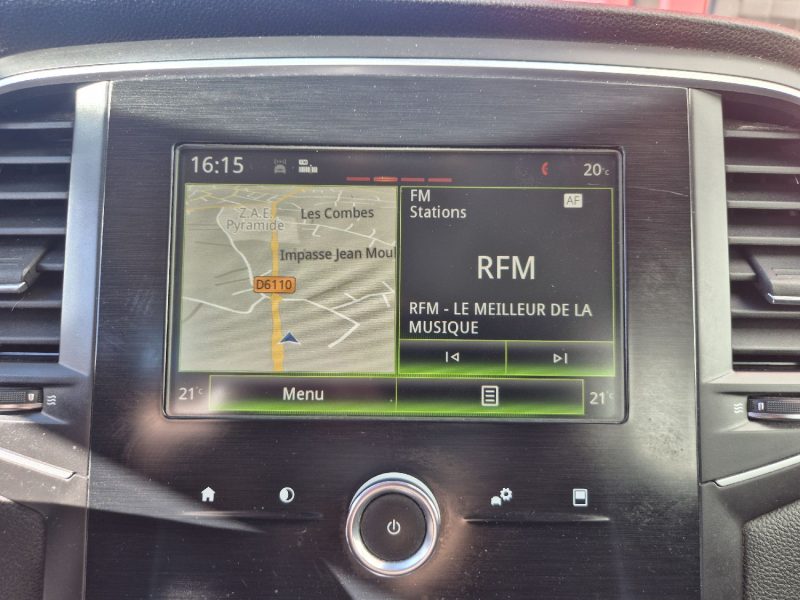 16:15
20°C
Z.A.E.
Pyramide
Les Combes
Impasse Jean Moul
D6110
FM
Stations
AF
RFM
RFM - LE MEILLEUR DE LA
MUSIQUE
21°C
Menu
21°C